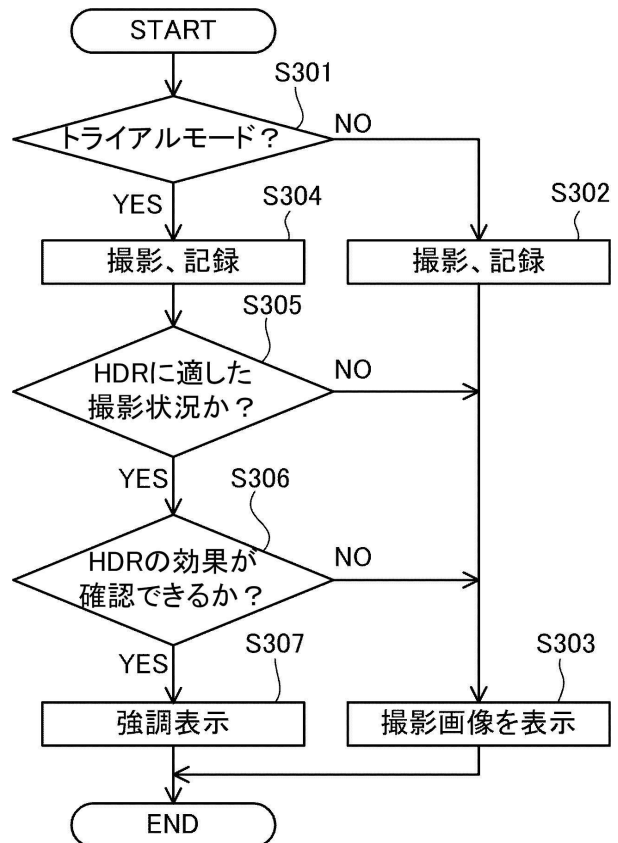 START
S301
トライアルモード？
NO
YES
S304
S302
撮影、記録
撮影、記録
S305
HDRに適した
撮影状況か？
NO
YES
S306
HDRの効果が
確認できるか？
NO
YES
S307
S303
強調表示
撮影画像を表示
END